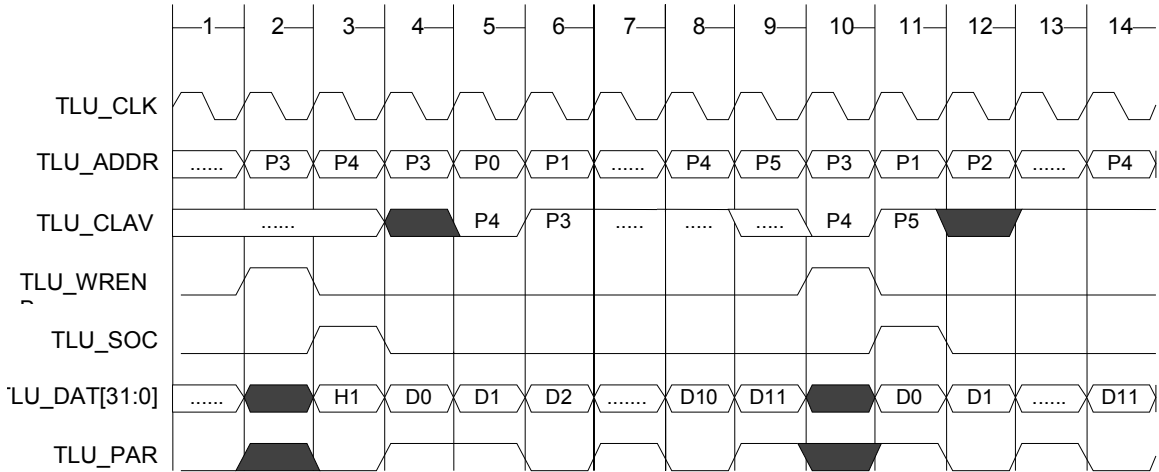 1 2 3 4 5 6 7 8 9 10 11 12 13 14
TLU_CLK
TLU_ADDR ...... P3 P4 P3 P0 P1 ...... P4 P5 P3 P1 P2 ...... P4
TLU_CLAV ...... P4 P3 ..... ..... ..... P4 P5
TLU_WREN
TLU_SOC
TLU_DAT[31:0] ...... H1 D0 D1 D2 ....... D10 D11 D0 D1 ...... D11
TLU_PAR